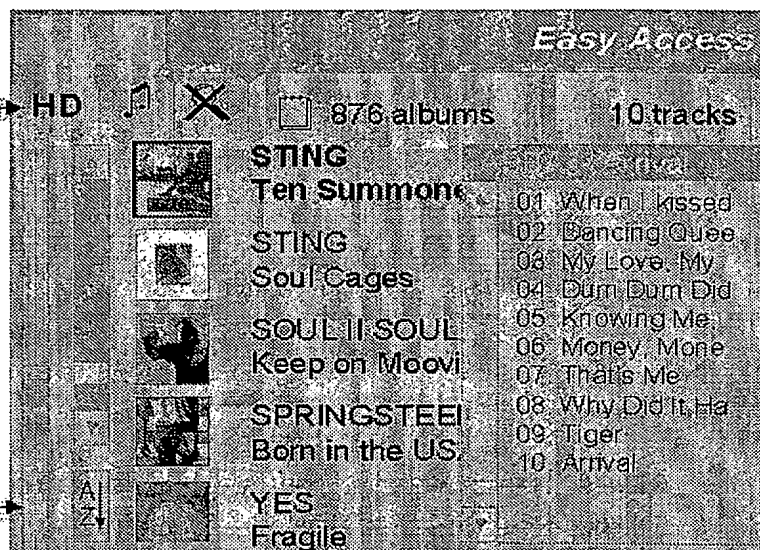 Easy Access
HD
876 albums
10 tracks
STING
Ten Summone
STING
Soul Cages
SOUL II SOUL
Keep on Moovi
SPRINGSTEE
Born in the US.
A
Z
YES
Fragile
01 When I kissed
02 Dancing Quee
03 My Love, My
04 Dum Dum Did
05 Knowing Me,
06 Money, Mone
07 That's Me
08 Why Did It Ha
09 Tiger
10 Arrival